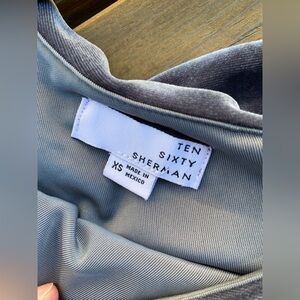 TEN
SIXTY
SHERMAN
XS
MADE IN
MEXICO